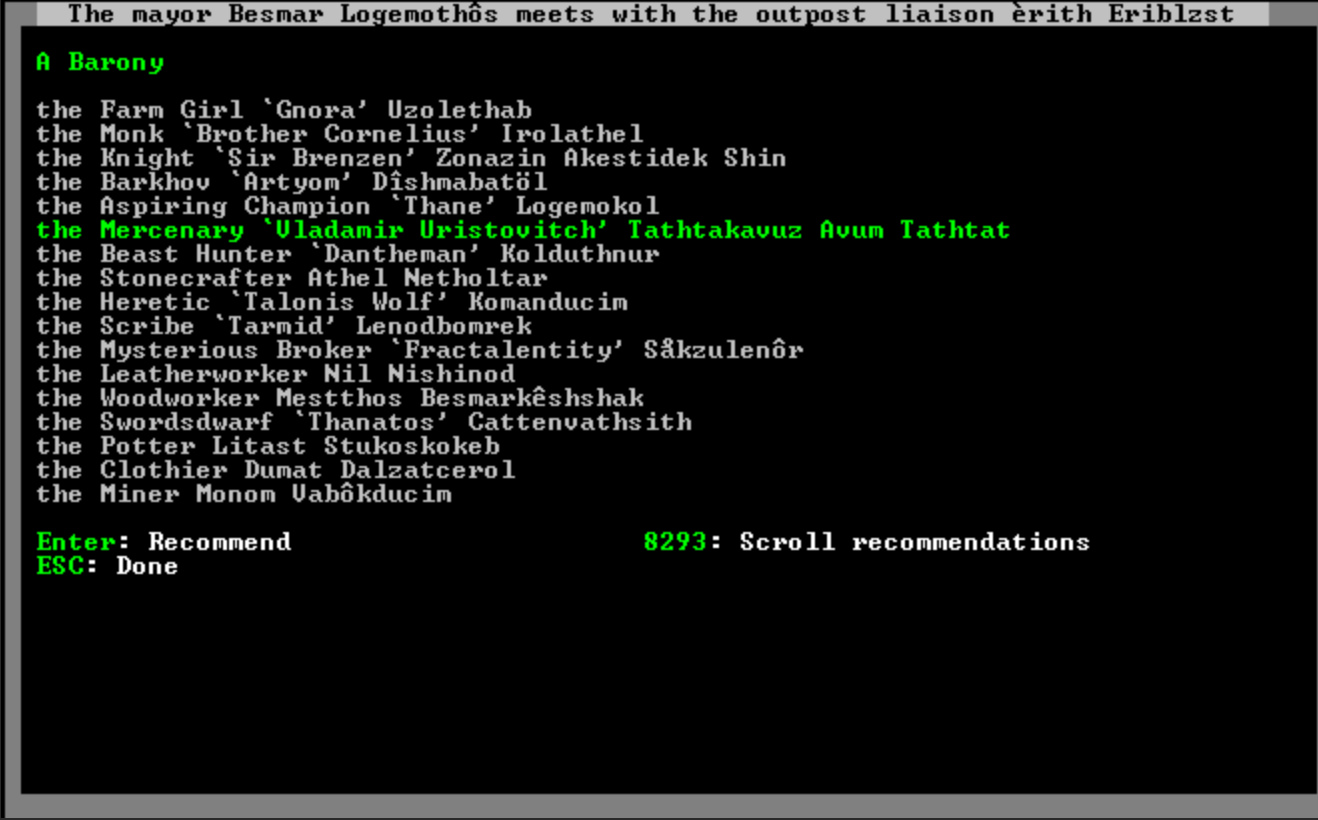 The mayor Besmar Logemothôs meets with the outpost liaison èrith Eriblzst
A Barony
the Farm Girl `Gnora' Uzolethab
the Monk `Brother Cornelius' Irolathel
the Knight `Sir Brenzen' Zonazin Akestidek Shin
the Barkhov `Artyom' Dîshmabatöl
the Aspiring Champion `Thane' Logemokol
the Mercenary `Vladamir Uristovitch' Tathtakavuz Avum Tathtat
the Beast Hunter `Dantheman' Kolduthnur
the Stonecrafter Athel Netholtar
the Heretic `Talonis Wolf' Komanducim
the Scribe `Tarmid' Lenodbomrek
the Mysterious Broker `Fractalentity' Såkzulenôr
the Leatherworker Nil Nishinod
the Woodworker Mestthos Besmarkêshshak
the Swordsdwarf `Thanatos' Cattenvathsith
the Potter Litast Stukoskokeb
the Clothier Dumat Dalzatcerol
the Miner Monom Vabôkducim
Enter: Recommend 8293: Scroll recommendations
ESC: Done